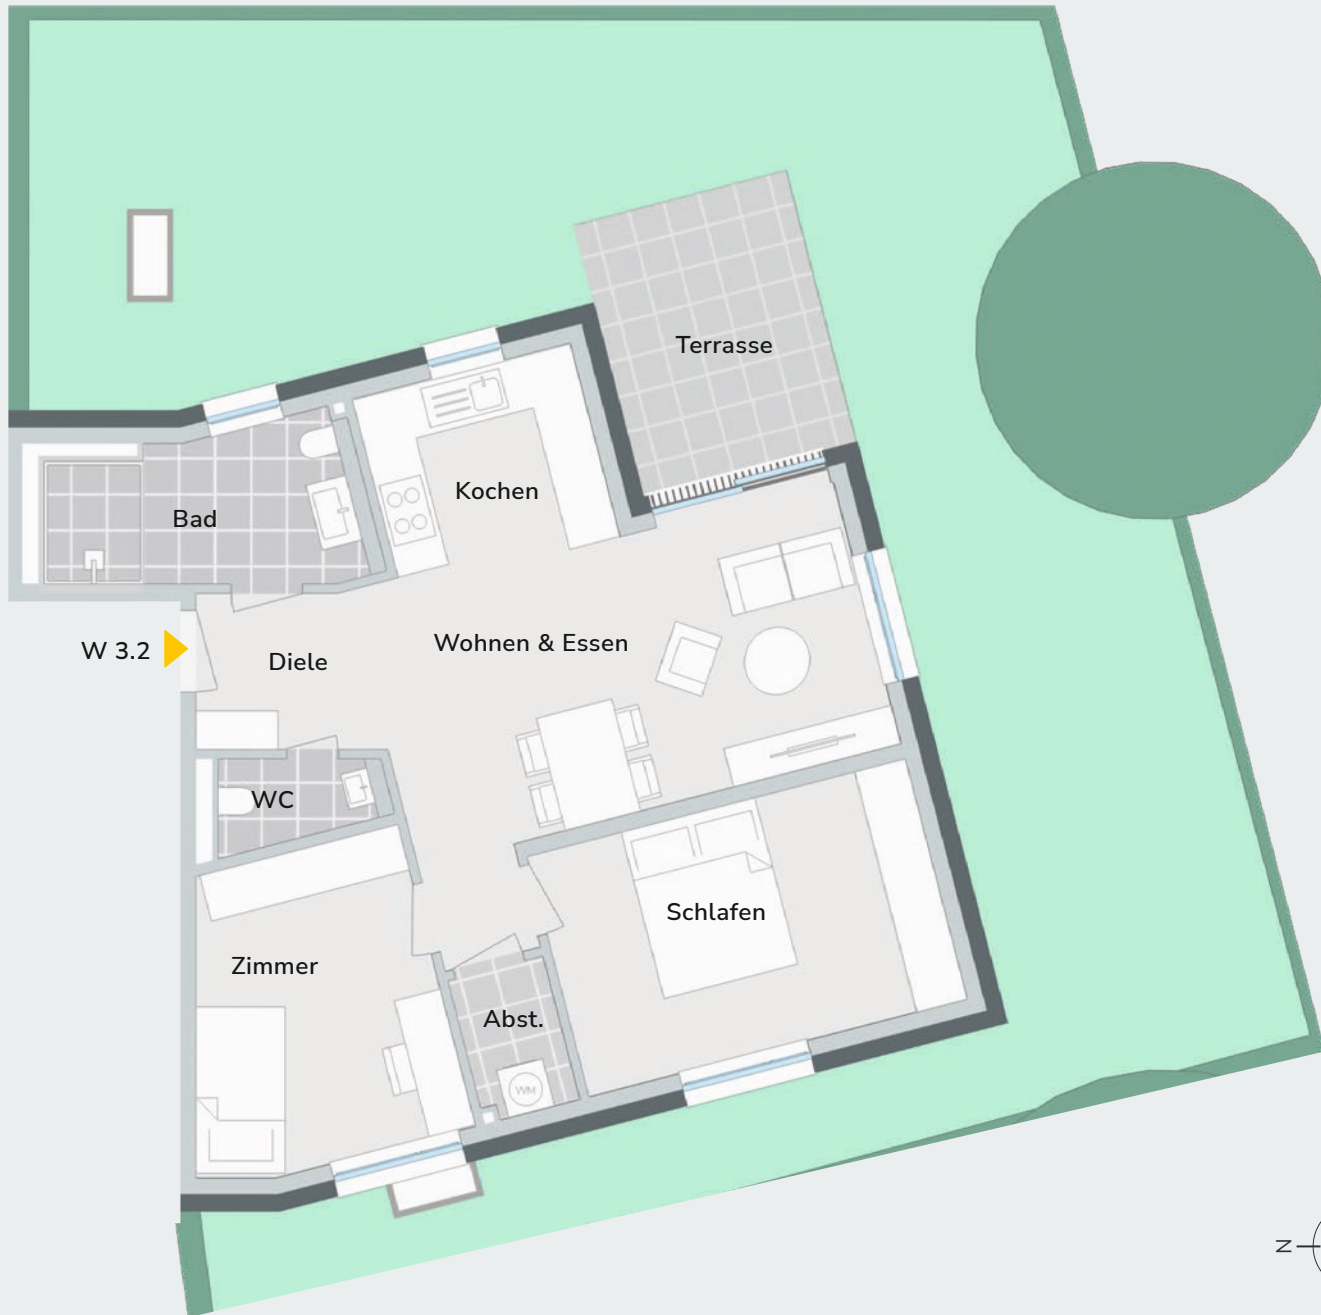 Terrasse
Kochen
Bad
Wohnen & Essen
W 3.2
Diele
WC
Schlafen
Zimmer
Abst.
WM
N